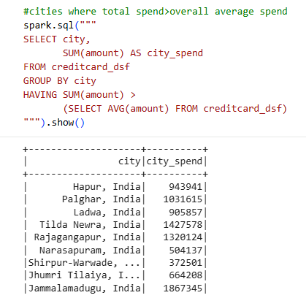 #cities where total spend>overall average spend
spark.sql("""
SELECT city,
       SUM(amount) AS city_spend
FROM creditcard_dsf
GROUP BY city
HAVING SUM(amount) >
       (SELECT AVG(amount) FROM creditcard_dsf)
""").show()
+--------------------+----------+
|                city|city_spend|
+--------------------+----------+
|        Hapur, India|    943941|
|      Palghar, India|   1031615|
|        Ladwa, India|    905857|
|  Tilda Newra, India|   1427578|
| Rajagangapur, India|   1320124|
|  Narasapuram, India|    504137|
|Shirpur-Warwade, ...|    372501|
|Jhumri Tilaiya, I...|    664208|
|Jammalamadugu, India|   1867345|